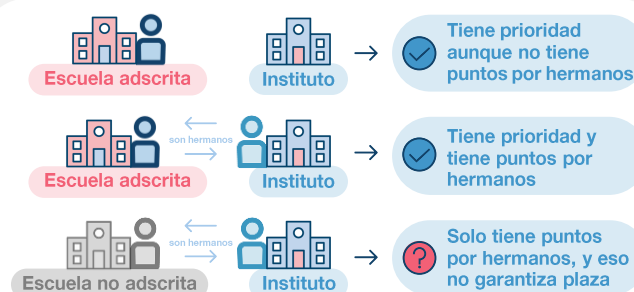 Escuela adscrita
Instituto
Tiene prioridad
aunque no tiene
puntos por hermanos
son hermanos
Escuela adscrita
Instituto
Tiene prioridad y
tiene puntos por
hermanos
son hermanos
Escuela no adscrita
Instituto
?
Solo tiene puntos
por hermanos, y eso
no garantiza plaza